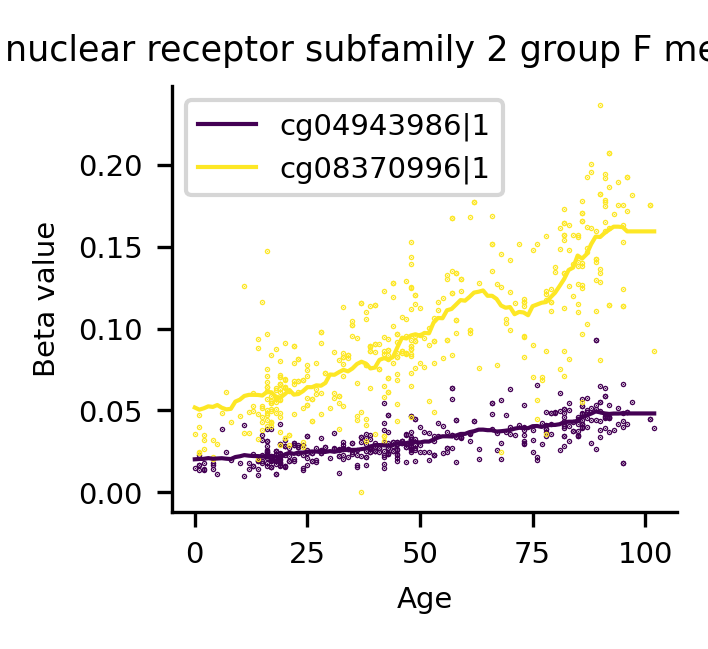 nuclear receptor subfamily 2 group F me
cg04943986|1
cg08370996|1
0.20
0.15
0.10
0.05
0.00
Beta value
0 25 50 75 100
Age